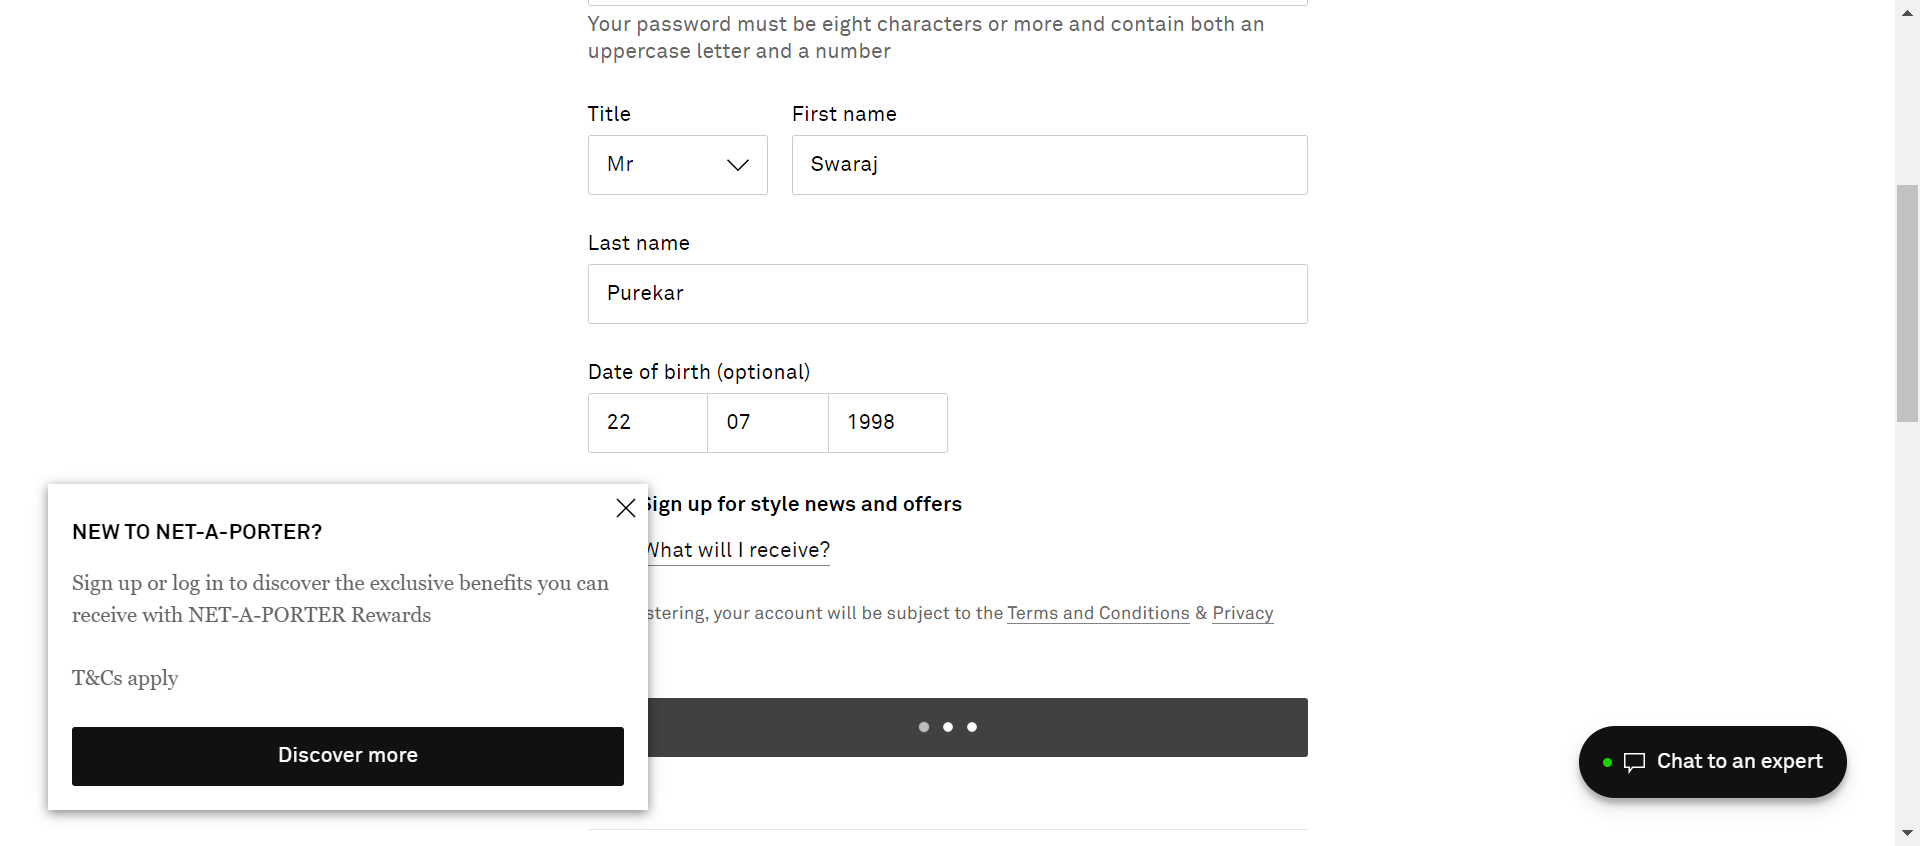 Your password must be eight characters or more and contain both an
uppercase letter and a number
Title
First name
Mr
Swaraj
Last name
Purekar
Date of birth (optional)
22
07
1998
Sign up for style news and offers
What will I receive?
stering, your account will be subject to the Terms and Conditions & Privacy
NEW TO NET-A-PORTER?
Sign up or log in to discover the exclusive benefits you can
receive with NET-A-PORTER Rewards
T&Cs apply
Discover more
Chat to an expert